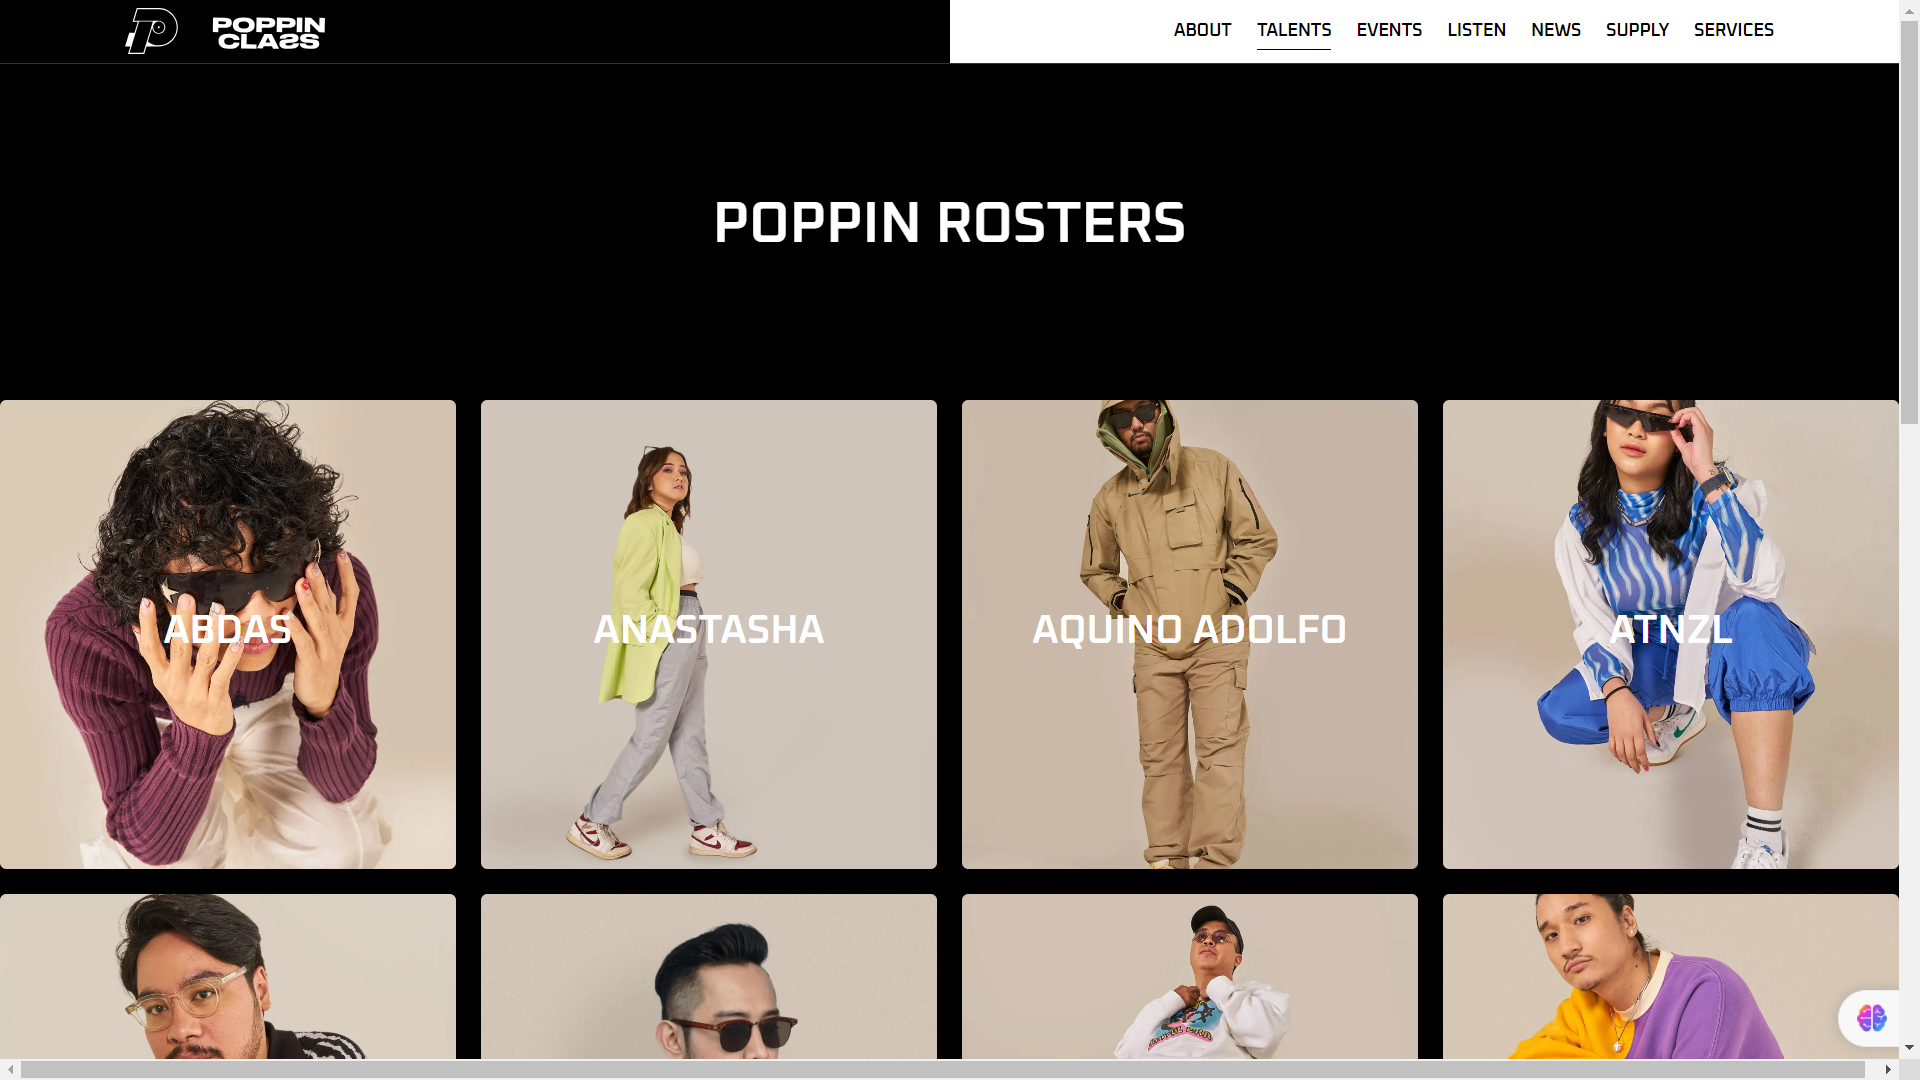 POPPIN
CLASS
ABOUT TALENTS EVENTS LISTEN NEWS SUPPLY SERVICES
POPPIN ROSTERS
ABDAS
ANASTASHA
AQUINO ADOLFO
ATNZL